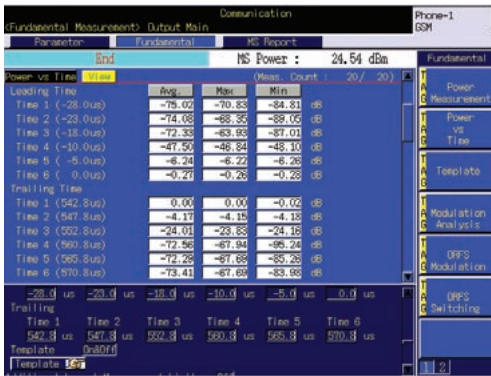 Communication
Phone-1
<Fundamental Measurement> Output Main
GSM
Parameter Fundamental MS Report
End MS Power : 24.54 dBm Fundamental
Power vs Time View (Meas. Count : 20/ 20)
Leading Time Avg. Max Min
Time 1 (-28.0us) -75.02 -70.83 -84.81 dB
Time 2 (-23.0us) -74.08 -68.35 -89.05 dB
Time 3 (-18.0us) -72.33 -63.93 -87.01 dB
Time 4 (-10.0us) -47.50 -46.84 -48.10 dB
Time 5 ( -5.0us) -6.24 -6.22 -6.26 dB
Time 6 ( 0.0us) -0.27 -0.26 -0.28 dB
Trailing Time
Time 1 (542.8us) 0.00 0.00 -0.02 dB
Time 2 (547.8us) -4.17 -4.15 -4.18 dB
Time 3 (552.8us) -24.01 -23.83 -24.16 dB
Time 4 (560.8us) -72.56 -67.94 -95.24 dB
Time 5 (565.8us) -72.29 -67.68 -85.26 dB
Time 6 (570.8us) -73.41 -67.69 -83.98 dB
-28.0 us -23.0 us -18.0 us -10.0 us -5.0 us 0.0 us
Trailing
Time 1 Time 2 Time 3 Time 4 Time 5 Time 6
542.8 us 547.8 us 552.8 us 560.8 us 565.8 us 570.8 us
Template On&Off
Template
TAG Power Measurement
TAG Power vs Time
TAG Template
TAG Modulation Analysis
TAG ORFS Modulation
TAG ORFS Switching
1 2